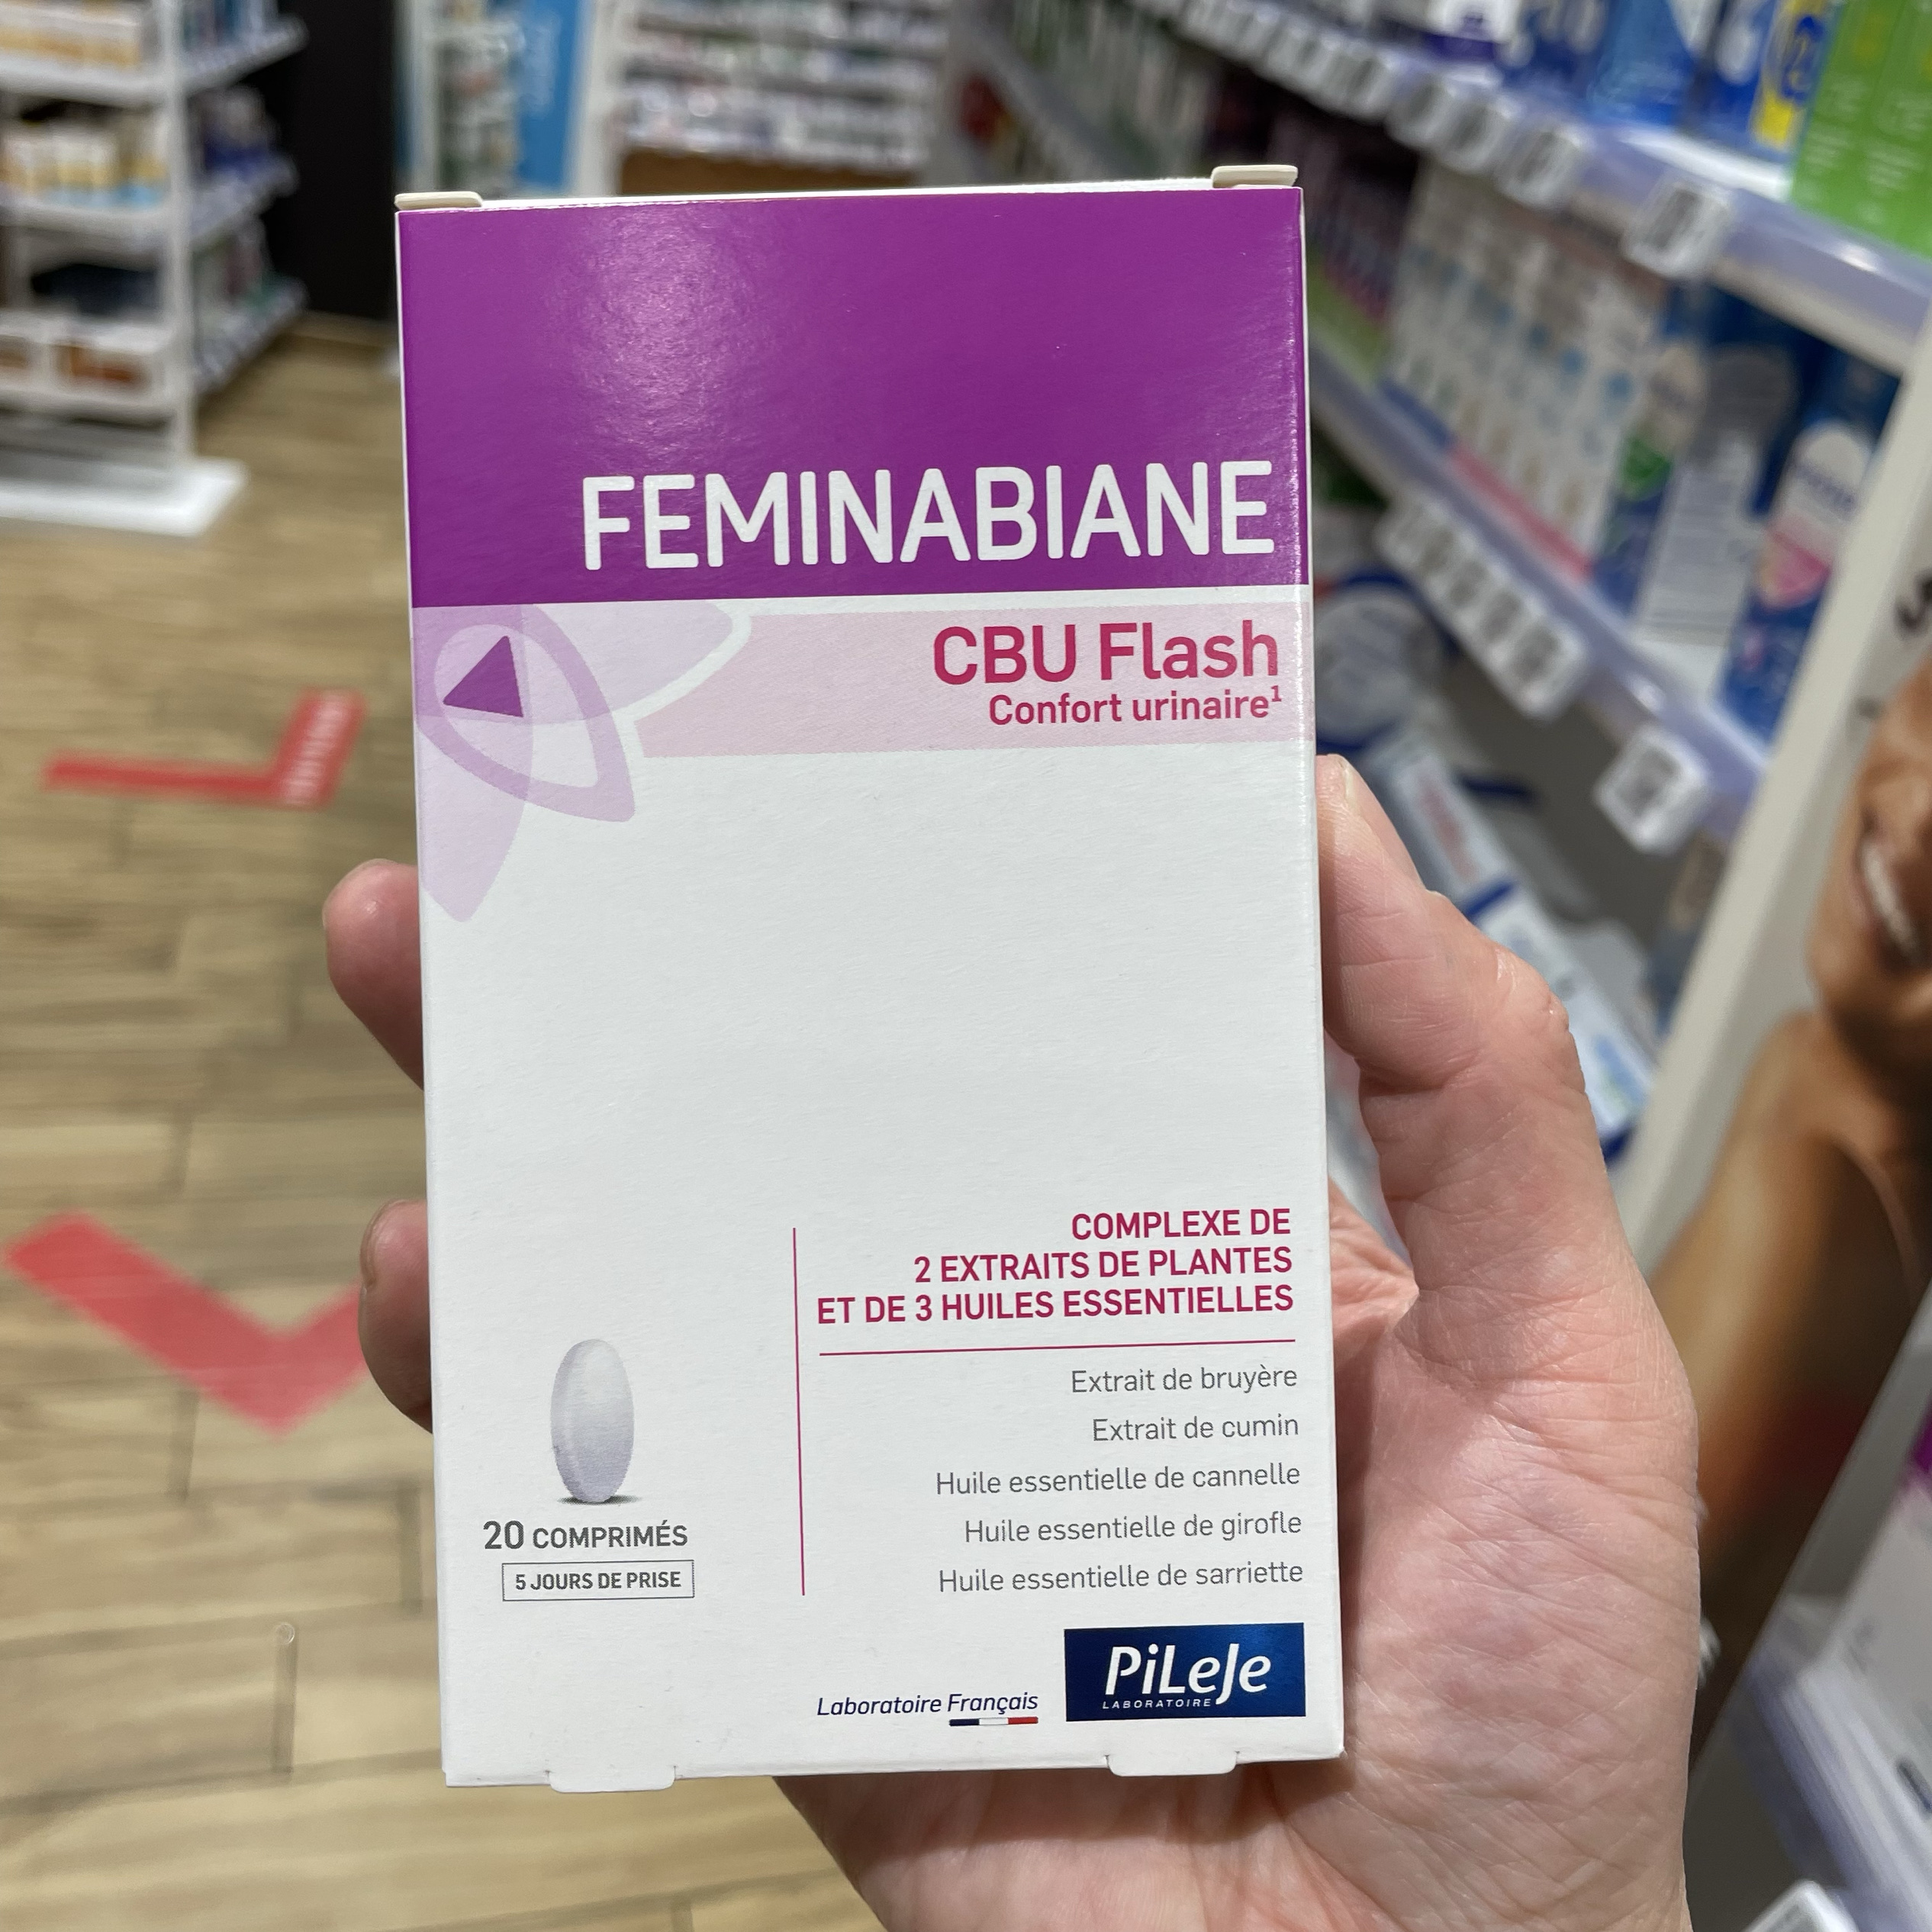 FEMINABIANE
CBU Flash
Confort urinaire¹
COMPLEXE DE
2 EXTRAITS DE PLANTES
ET DE 3 HUILES ESSENTIELLES
Extrait de bruyère
Extrait de cumin
Huile essentielle de cannelle
Huile essentielle de girofle
Huile essentielle de sarriette
20 COMPRIMÉS
5 JOURS DE PRISE
Laboratoire Français
PiLeJe
LABORATOIRE